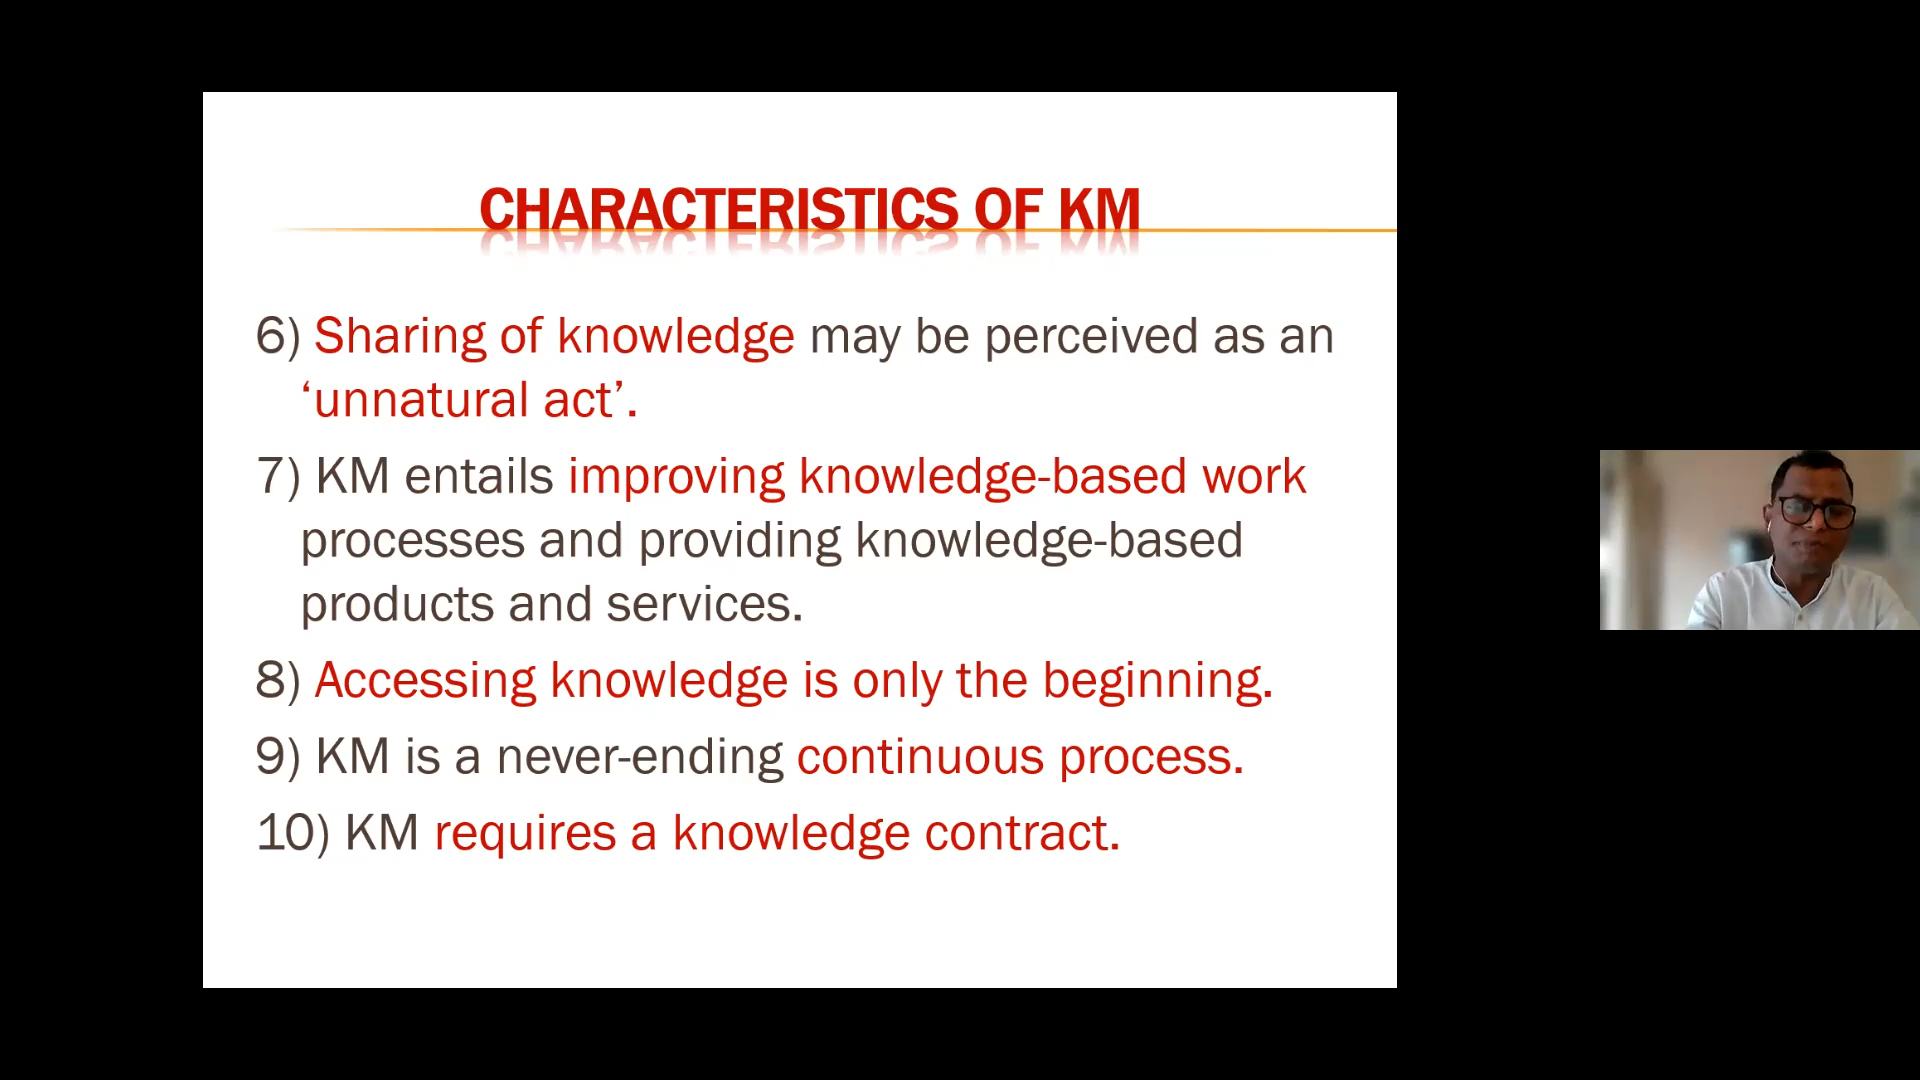 CHARACTERISTICS OF KM
6) Sharing of knowledge may be perceived as an
‘unnatural act’.
7) KM entails improving knowledge-based work
processes and providing knowledge-based
products and services.
8) Accessing knowledge is only the beginning.
9) KM is a never-ending continuous process.
10) KM requires a knowledge contract.